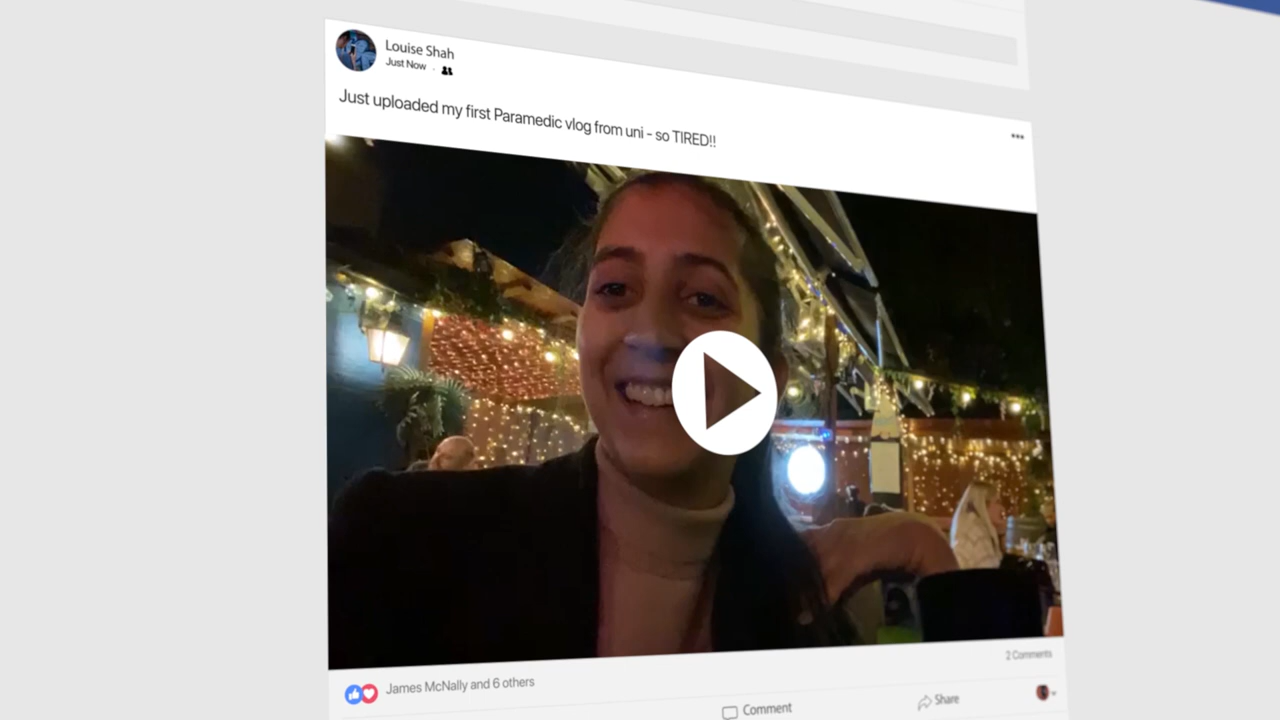 Louise Shah
Just Now
Just uploaded my first Paramedic vlog from uni - so TIRED!!
James McNally and 6 others
2 Comments
Comment
Share